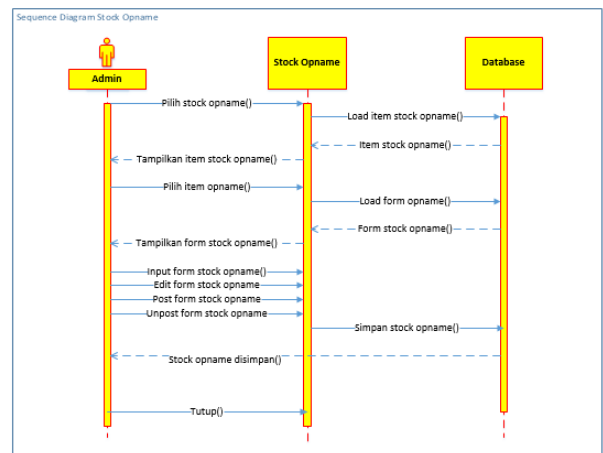 Sequence Diagram Stock Opname
Admin
Stock Opname
Database
Pilih stock opname()
Load item stock opname()
Item stock opname()
Tampilkan item stock opname()
Pilih item opname()
Load form opname()
Form stock opname()
Tampilkan form stock opname()
Input form stock opname()
Edit form stock opname
Post form stock opname
Unpost form stock opname
Simpan stock opname()
Stock opname disimpan()
Tutup()